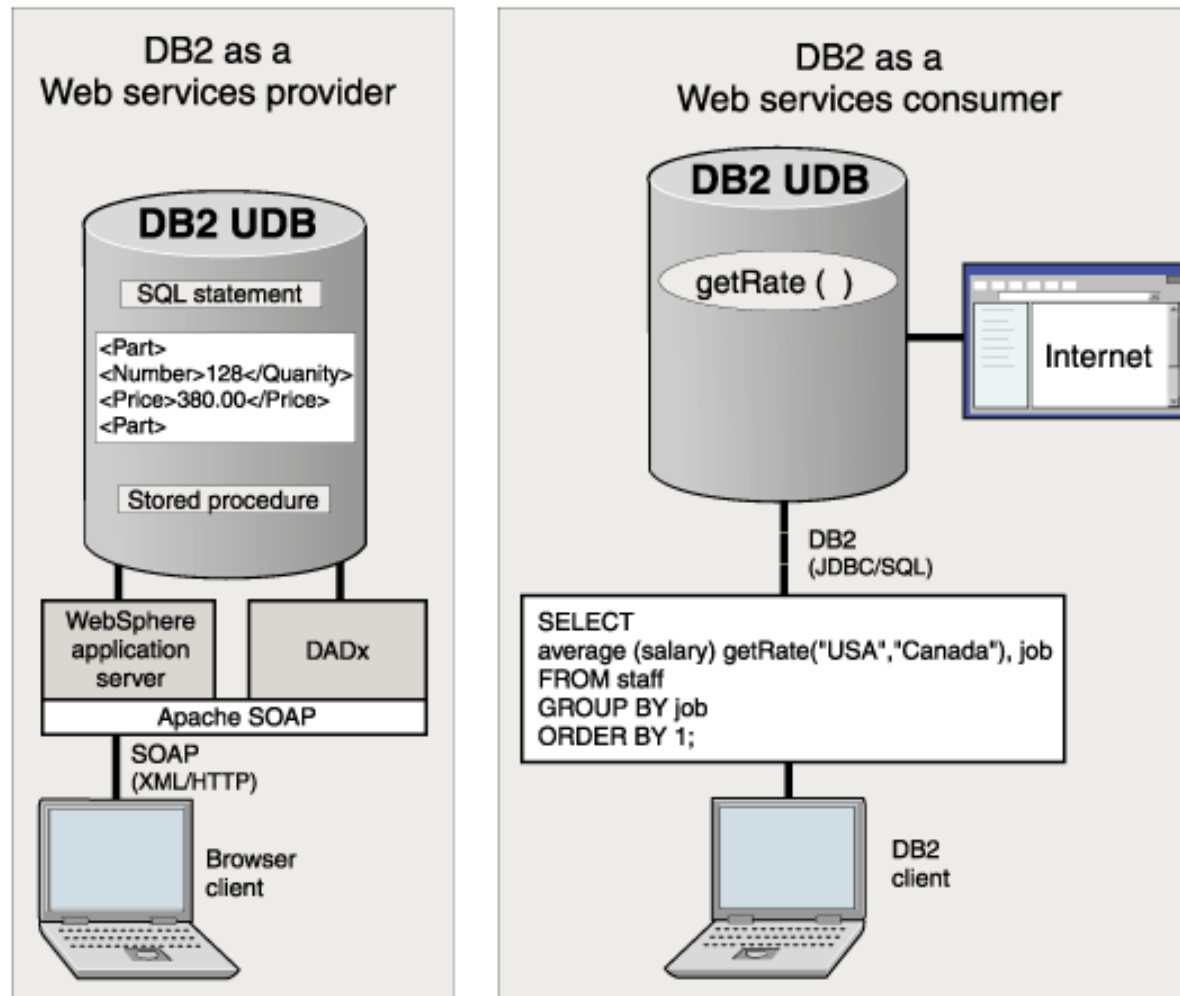 DB2 as a
Web services provider
DB2 UDB
SQL statement
<Part>
<Number>128</Quanity>
<Price>380.00</Price>
<Part>
Stored procedure
WebSphere
application
server
DADx
Apache SOAP
SOAP
(XML/HTTP)
Browser
client
DB2 as a
Web services consumer
DB2 UDB
getRate ( )
Internet
DB2
(JDBC/SQL)
SELECT
average (salary) getRate("USA","Canada"), job
FROM staff
GROUP BY job
ORDER BY 1;
DB2
client